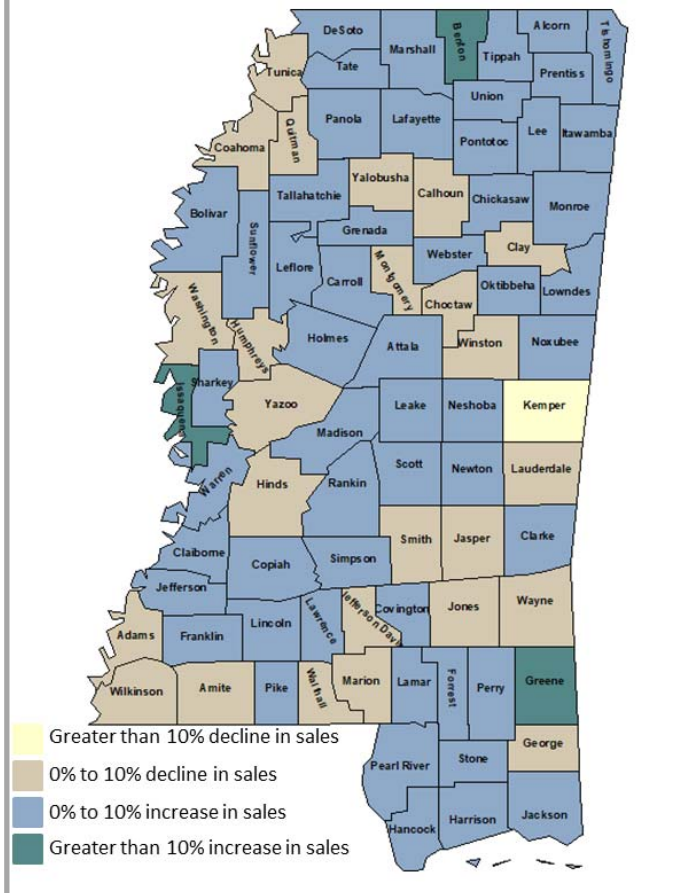 DeSoto
Marshall
Benton
Tippah
Alcorn
Tishomingo
Tunica
Tate
Prentiss
Union
Panola
Lafayette
Quitman
Coahoma
Pontotoc
Lee
Itawamba
Yalobusha
Calhoun
Chickasaw
Monroe
Tallahatchie
Bolivar
Sunflower
Grenada
Clay
Webster
Leflore
Carroll
Montgomery
Oktibbeha
Lowndes
Choctaw
Washington
Humphreys
Holmes
Attala
Winston
Noxubee
Sharkey
Issaquena
Yazoo
Leake
Neshoba
Kemper
Madison
Scott
Newton
Lauderdale
Warren
Hinds
Rankin
Smith
Jasper
Clarke
Claiborne
Copiah
Simpson
Jefferson
Lawrence
Jefferson Davis
Covington
Jones
Wayne
Adams
Franklin
Lincoln
Wilkinson
Amite
Pike
Walthall
Marion
Lamar
Forrest
Perry
Greene
Greater than 10% decline in sales
George
Pearl River
Stone
0% to 10% decline in sales
0% to 10% increase in sales
Hancock
Harrison
Jackson
Greater than 10% increase in sales